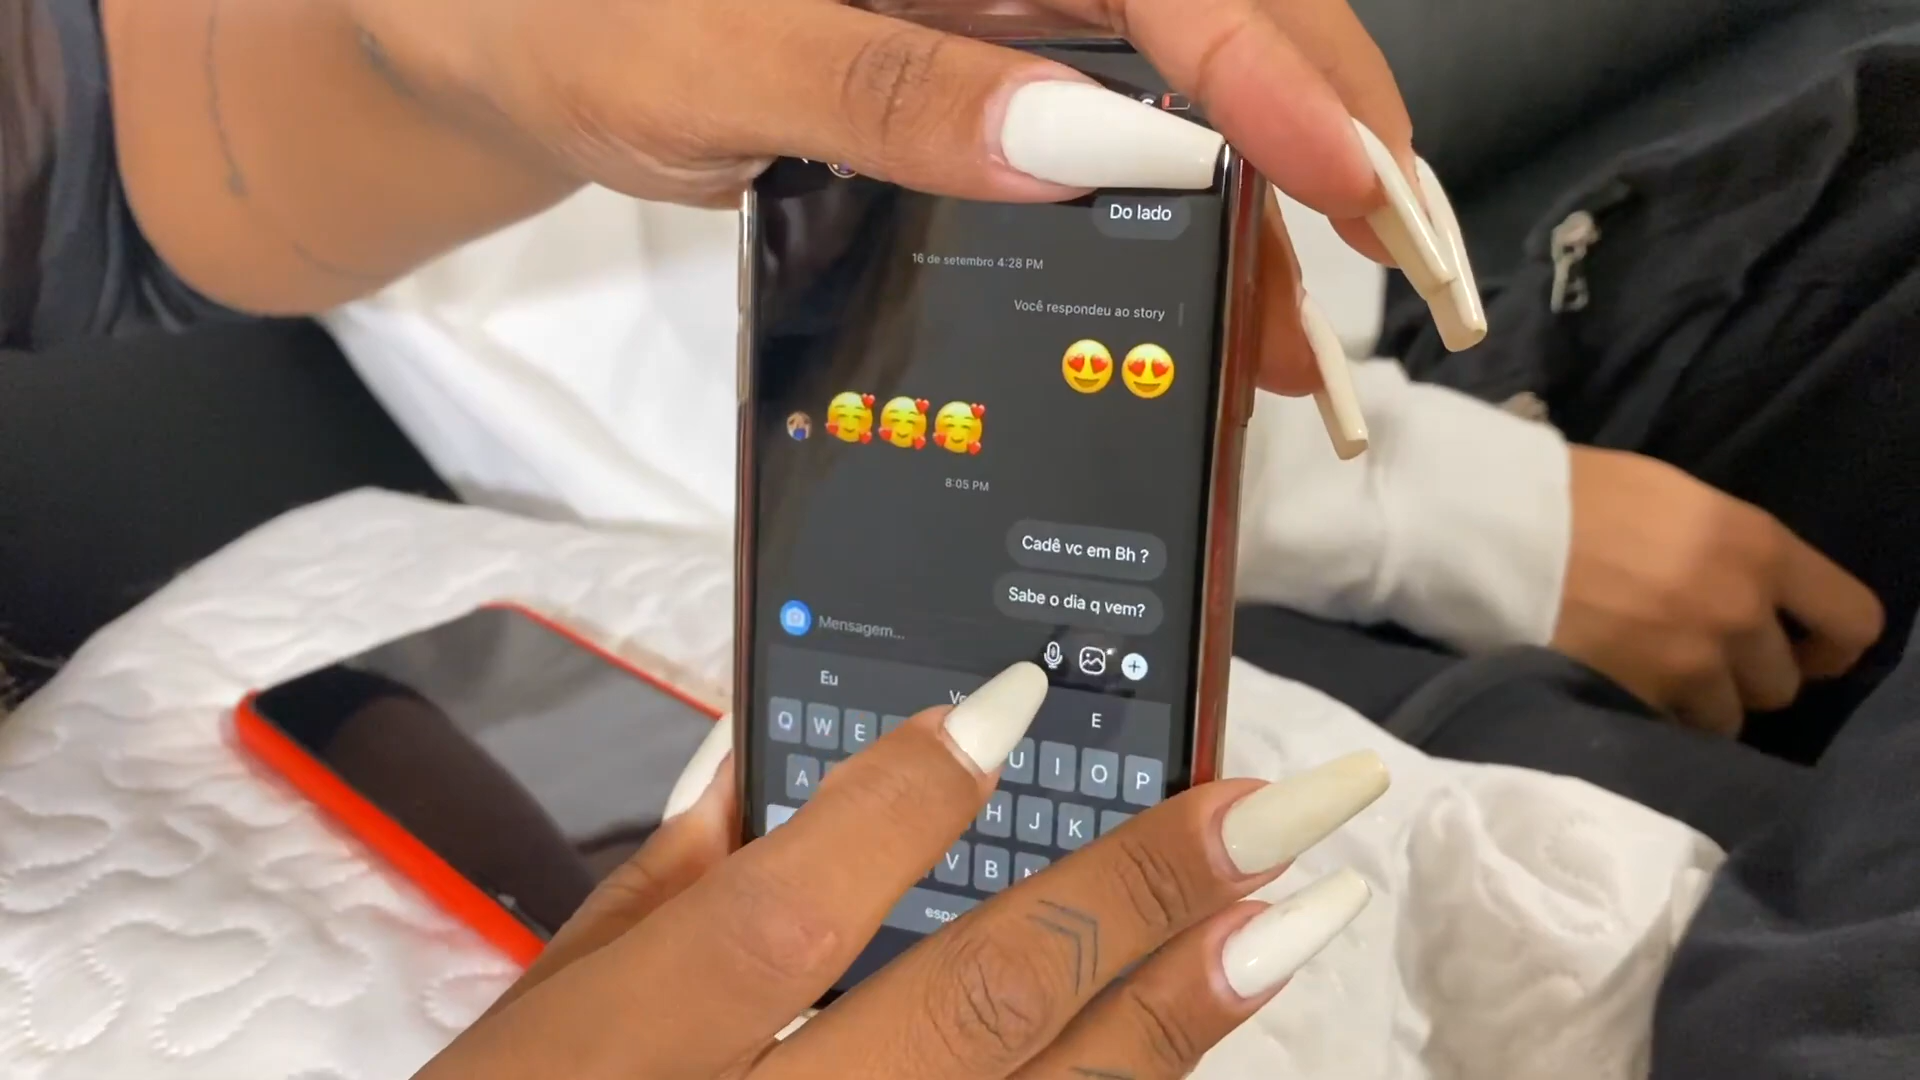 Do lado
16 de setembro 4:28 PM
Você respondeu ao story
😍😍
🥰🥰🥰
8:05 PM
Cadê vc em Bh ?
Sabe o dia q vem?
Mensagem...
Eu E
Q W E U I O P
A H J K
V B